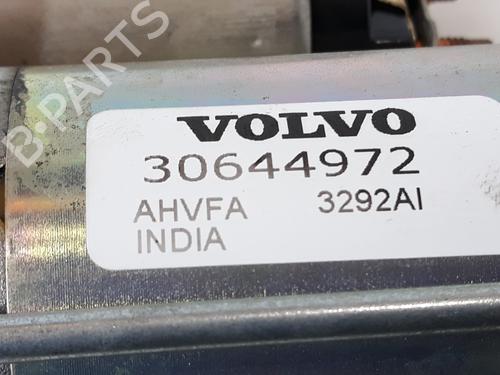 B-PARTS
VOLVO
30644972
AHVFA 3292AI
INDIA